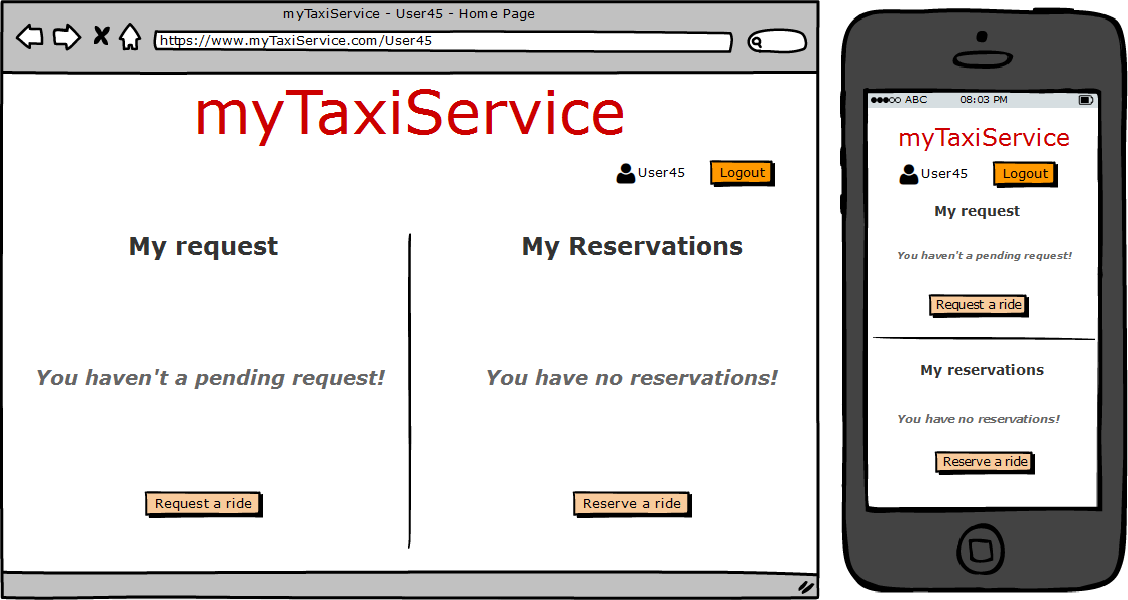 myTaxiService - User45 - Home Page
https://www.myTaxiService.com/User45
myTaxiService
User45
Logout
My request
You haven't a pending request!
Request a ride
My Reservations
You have no reservations!
Reserve a ride
ABC
08:03 PM
myTaxiService
User45
Logout
My request
You haven't a pending request!
Request a ride
My reservations
You have no reservations!
Reserve a ride